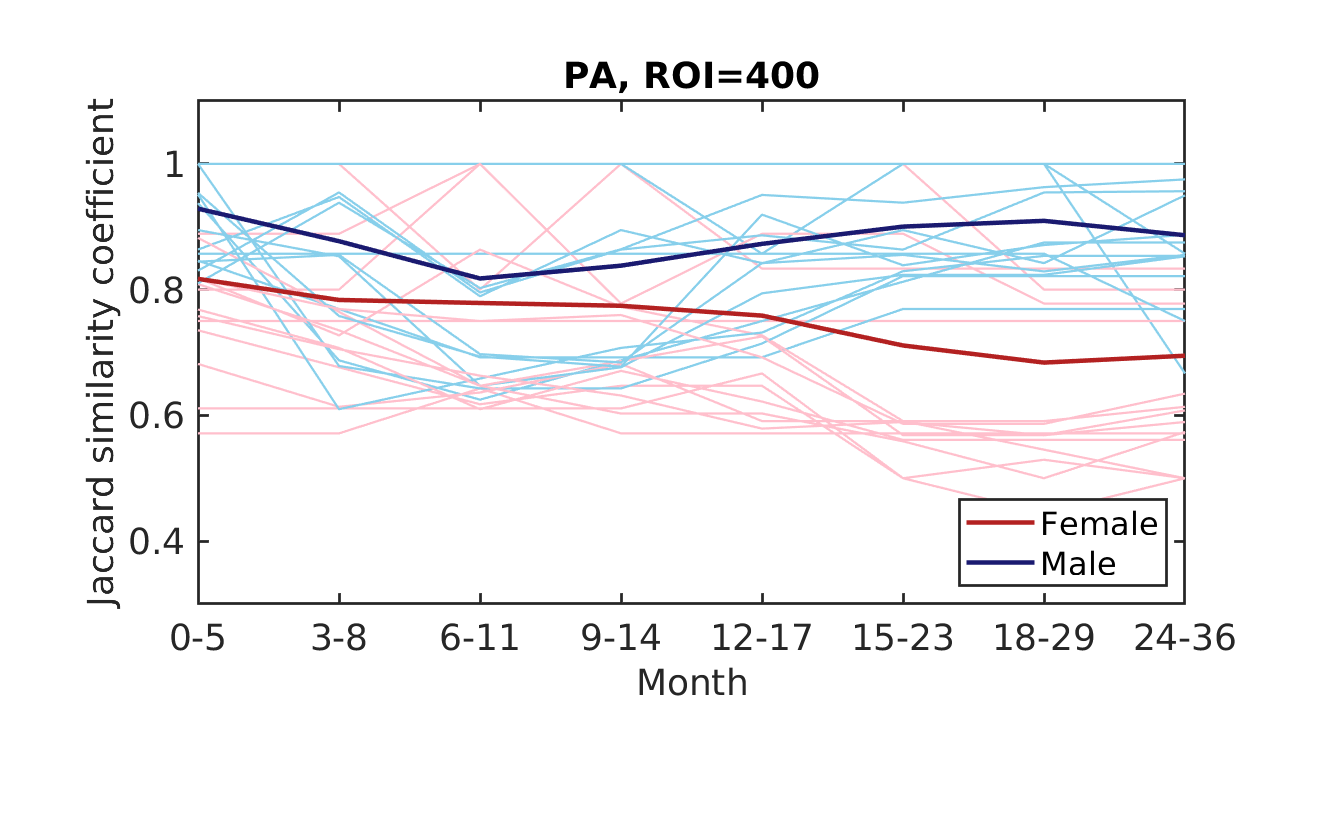 PA, ROI=400
Jaccard similarity coefficient
1
0.8
0.6
0.4
Female
Male
0-5 3-8 6-11 9-14 12-17 15-23 18-29 24-36
Month